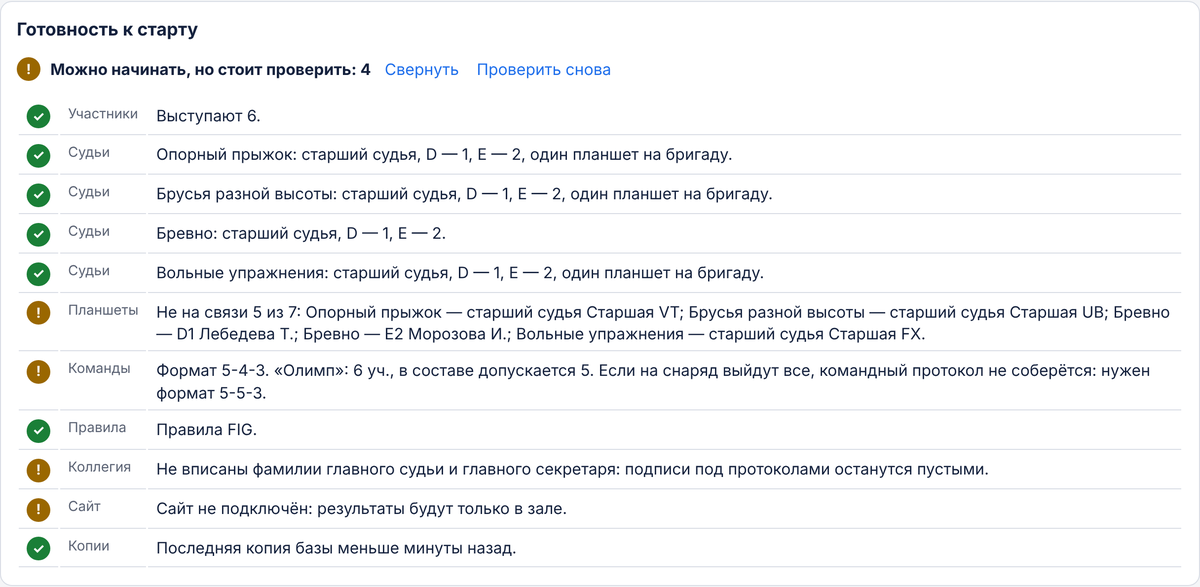 Готовность к старту
! Можно начинать, но стоит проверить: 4 Свернуть Проверить снова
Участники Выступают 6.
Судьи Опорный прыжок: старший судья, D — 1, E — 2, один планшет на бригаду.
Судьи Брусья разной высоты: старший судья, D — 1, E — 2, один планшет на бригаду.
Судьи Бревно: старший судья, D — 1, E — 2.
Судьи Вольные упражнения: старший судья, D — 1, E — 2, один планшет на бригаду.
! Планшеты Не на связи 5 из 7: Опорный прыжок — старший судья Старшая VT; Брусья разной высоты — старший судья Старшая UB; Бревно
— D1 Лебедева Т.; Бревно — E2 Морозова И.; Вольные упражнения — старший судья Старшая FX.
! Команды Формат 5-4-3. «Олимп»: 6 уч., в составе допускается 5. Если на снаряд выйдут все, командный протокол не соберётся: нужен
формат 5-5-3.
Правила Правила FIG.
! Коллегия Не вписаны фамилии главного судьи и главного секретаря: подписи под протоколами останутся пустыми.
! Сайт Сайт не подключён: результаты будут только в зале.
Копии Последняя копия базы меньше минуты назад.